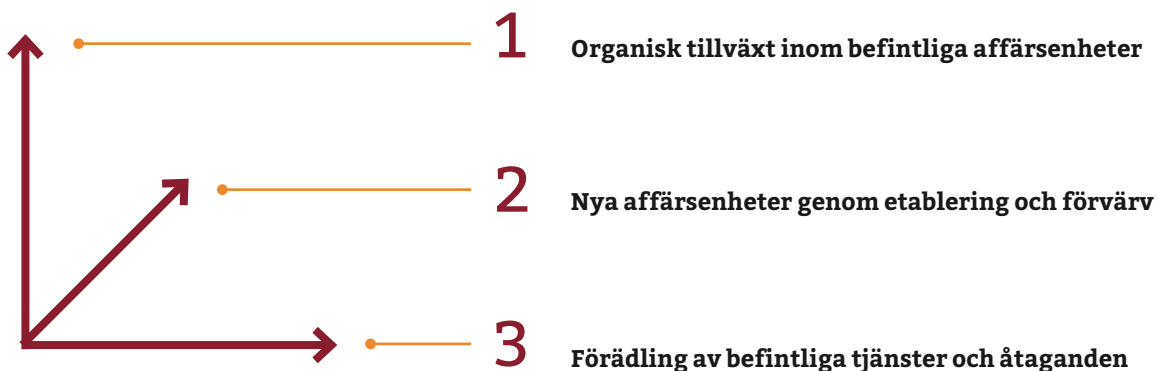 1 Organisk tillväxt inom befintliga affärsenheter
2 Nya affärsenheter genom etablering och förvärv
3 Förädling av befintliga tjänster och åtaganden